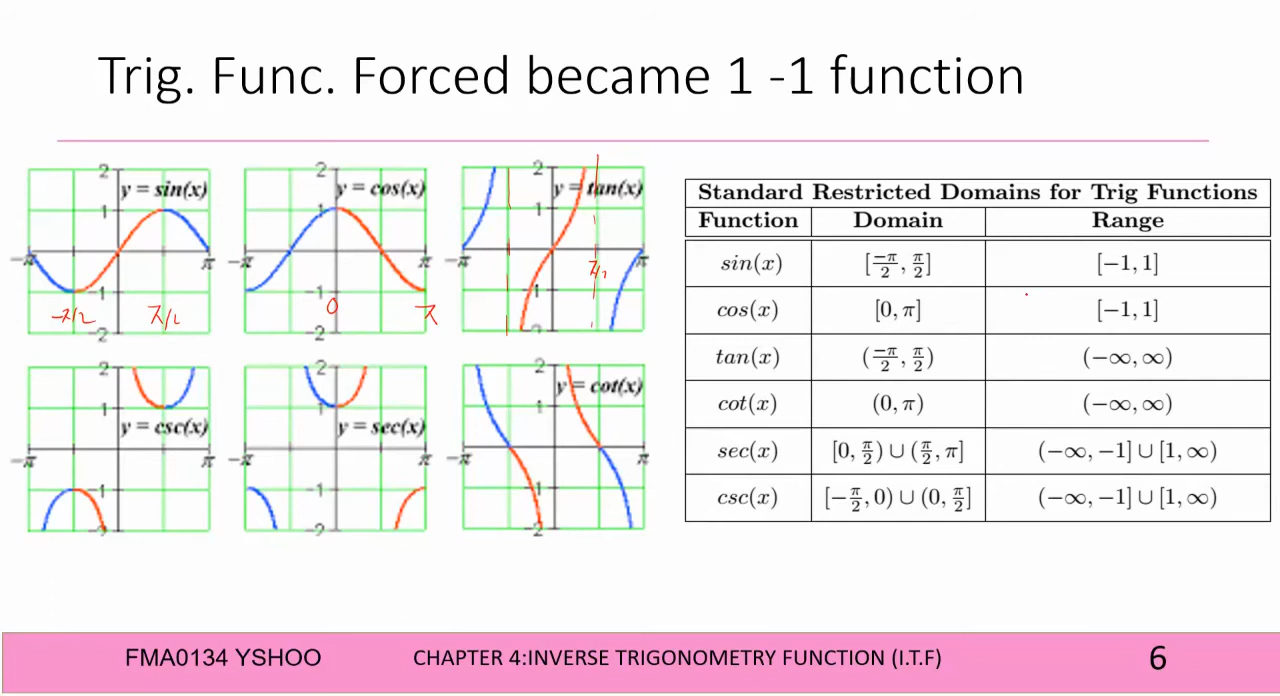 Trig. Func. Forced became 1 -1 function
2
y = sin(x)
1
-π
π
-1
-π/2
π/2
-2
2
y = cos(x)
1
-π
π
-1
0
π
-2
2
y = tan(x)
1
-π
π
π/2
-1
-2
2
1
y = csc(x)
-π
π
-1
-2
2
1
y = sec(x)
-π
π
-1
-2
2
y = cot(x)
1
-π
π
-1
-2
Standard Restricted Domains for Trig Functions
Function Domain Range
sin(x) [-π/2, π/2] [−1, 1]
cos(x) [0, π] [−1, 1]
tan(x) (-π/2, π/2) (−∞, ∞)
cot(x) (0, π) (−∞, ∞)
sec(x) [0, π/2) ∪ (π/2, π] (−∞, −1] ∪ [1, ∞)
csc(x) [−π/2, 0) ∪ (0, π/2] (−∞, −1] ∪ [1, ∞)
FMA0134 YSHOO CHAPTER 4:INVERSE TRIGONOMETRY FUNCTION (I.T.F) 6